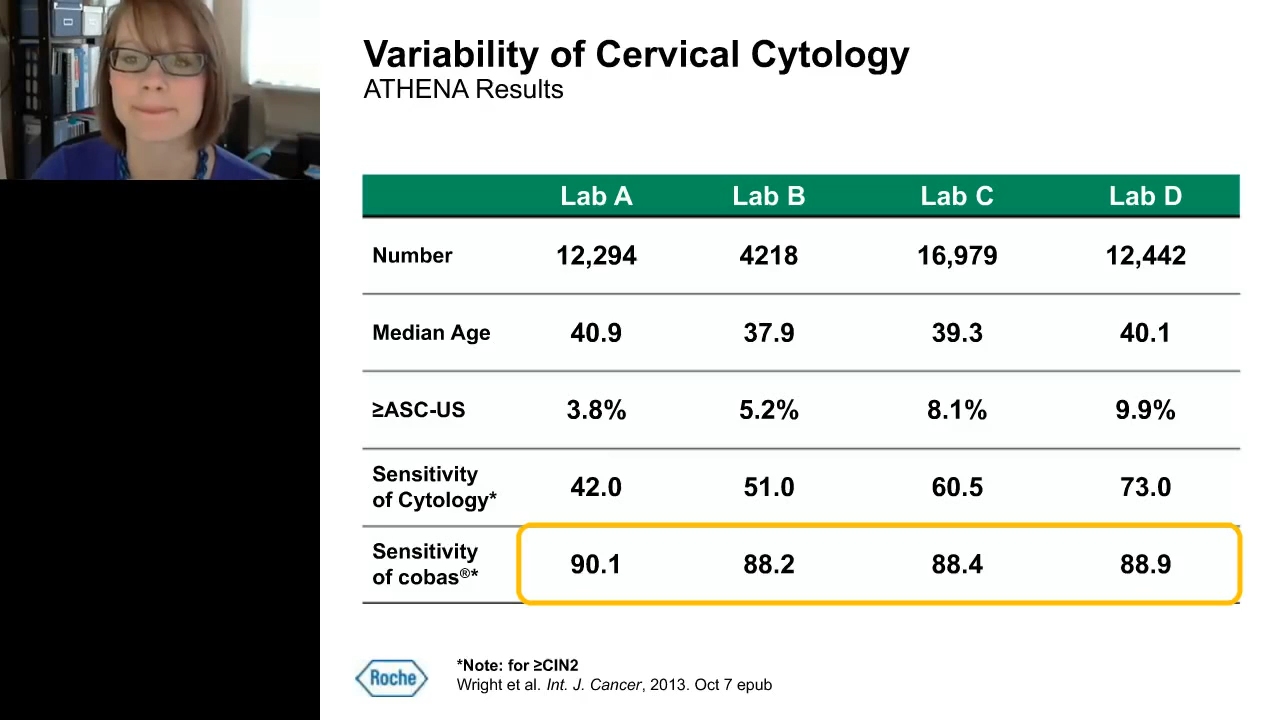 Variability of Cervical Cytology
ATHENA Results
Lab A Lab B Lab C Lab D
Number 12,294 4218 16,979 12,442
Median Age 40.9 37.9 39.3 40.1
≥ASC-US 3.8% 5.2% 8.1% 9.9%
Sensitivity
of Cytology* 42.0 51.0 60.5 73.0
Sensitivity
of cobas®* 90.1 88.2 88.4 88.9
Roche
*Note: for ≥CIN2
Wright et al. Int. J. Cancer, 2013. Oct 7 epub